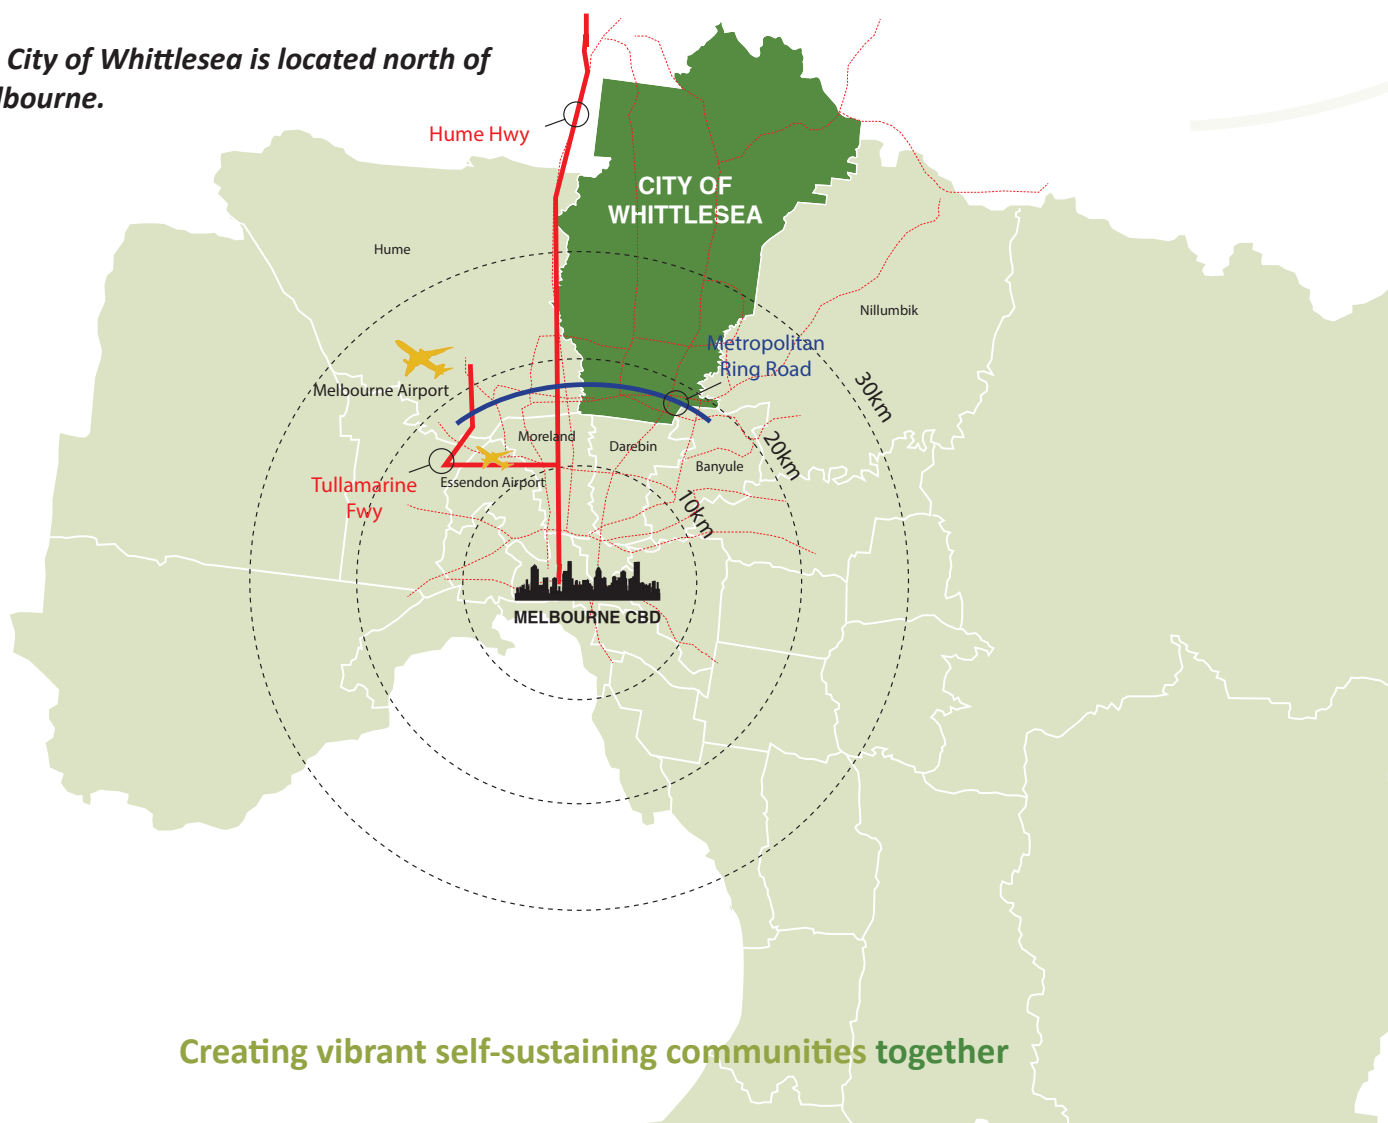 City of Whittlesea is located north of
lbourne.
Hume Hwy
CITY OF
WHITTLESEA
Hume
Nillumbik
Metropolitan
Ring Road
Melbourne Airport
30km
Moreland
Darebin
20km
Banyule
Tullamarine
Fwy
Essendon Airport
10km
MELBOURNE CBD
Creating vibrant self-sustaining communities together